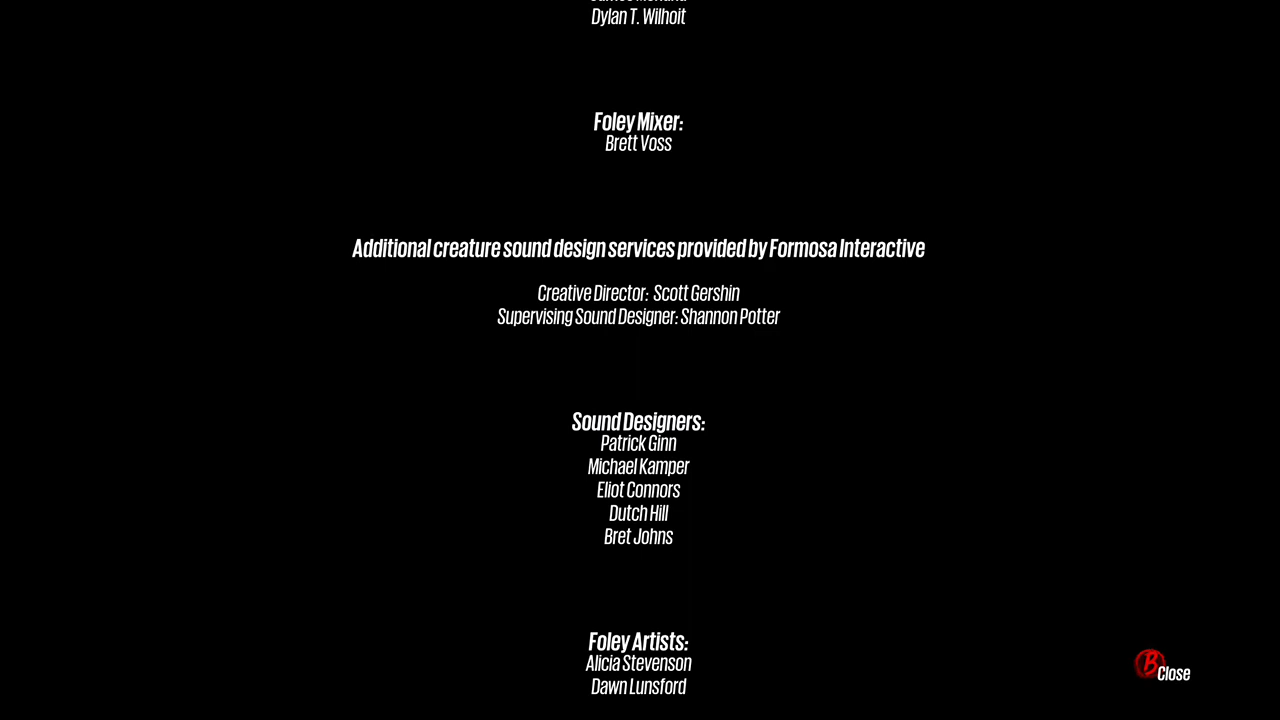 Dylan T. Wilhoit
Foley Mixer:
Brett Voss
Additional creature sound design services provided by Formosa Interactive
Creative Director: Scott Gershin
Supervising Sound Designer: Shannon Potter
Sound Designers:
Patrick Ginn
Michael Kamper
Eliot Connors
Dutch Hill
Bret Johns
Foley Artists:
Alicia Stevenson
Dawn Lunsford
B Close